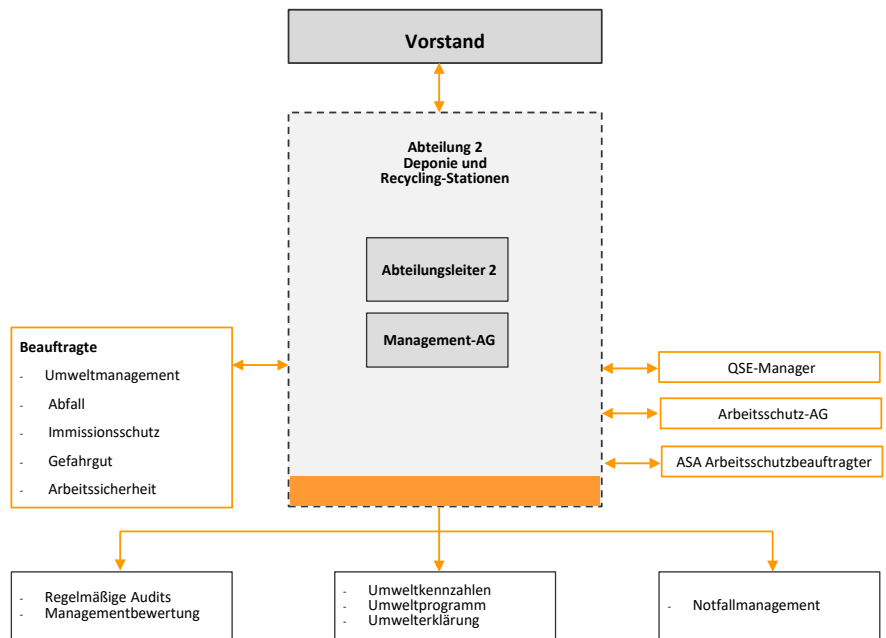 Vorstand
Abteilung 2
Deponie und
Recycling-Stationen
Abteilungsleiter 2
Management-AG
Beauftragte
- Umweltmanagement
- Abfall
- Immissionsschutz
- Gefahrgut
- Arbeitssicherheit
QSE-Manager
Arbeitsschutz-AG
ASA Arbeitsschutzbeauftragter
- Regelmäßige Audits
- Managementbewertung
- Umweltkennzahlen
- Umweltprogramm
- Umwelterklärung
- Notfallmanagement